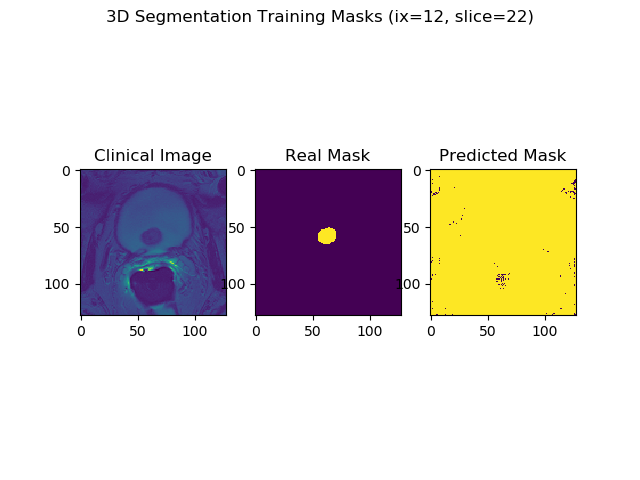 3D Segmentation Training Masks (ix=12, slice=22)
Clinical Image Real Mask Predicted Mask
0 0 0
50 50 50
100 100 100
0 50 100 0 50 100 0 50 100